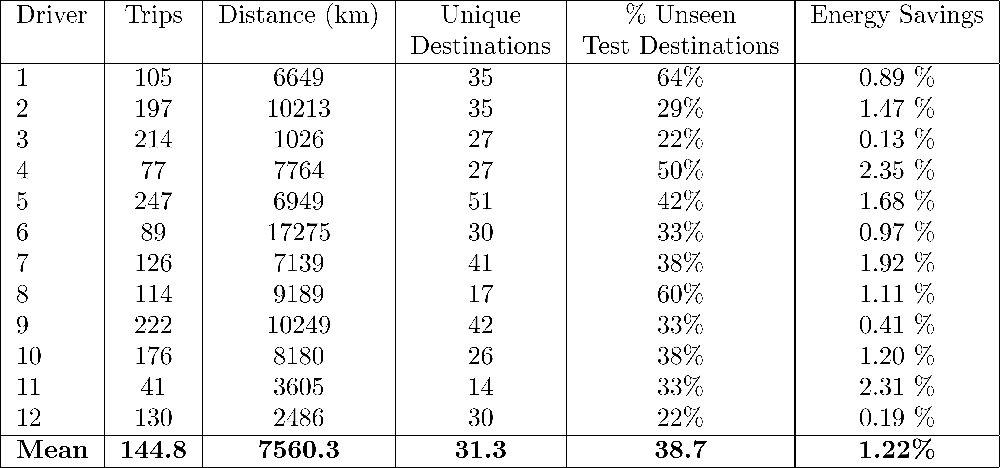 Driver Trips Distance (km) Unique % Unseen Energy Savings
Destinations Test Destinations
1 105 6649 35 64% 0.89 %
2 197 10213 35 29% 1.47 %
3 214 1026 27 22% 0.13 %
4 77 7764 27 50% 2.35 %
5 247 6949 51 42% 1.68 %
6 89 17275 30 33% 0.97 %
7 126 7139 41 38% 1.92 %
8 114 9189 17 60% 1.11 %
9 222 10249 42 33% 0.41 %
10 176 8180 26 38% 1.20 %
11 41 3605 14 33% 2.31 %
12 130 2486 30 22% 0.19 %
Mean 144.8 7560.3 31.3 38.7 1.22%